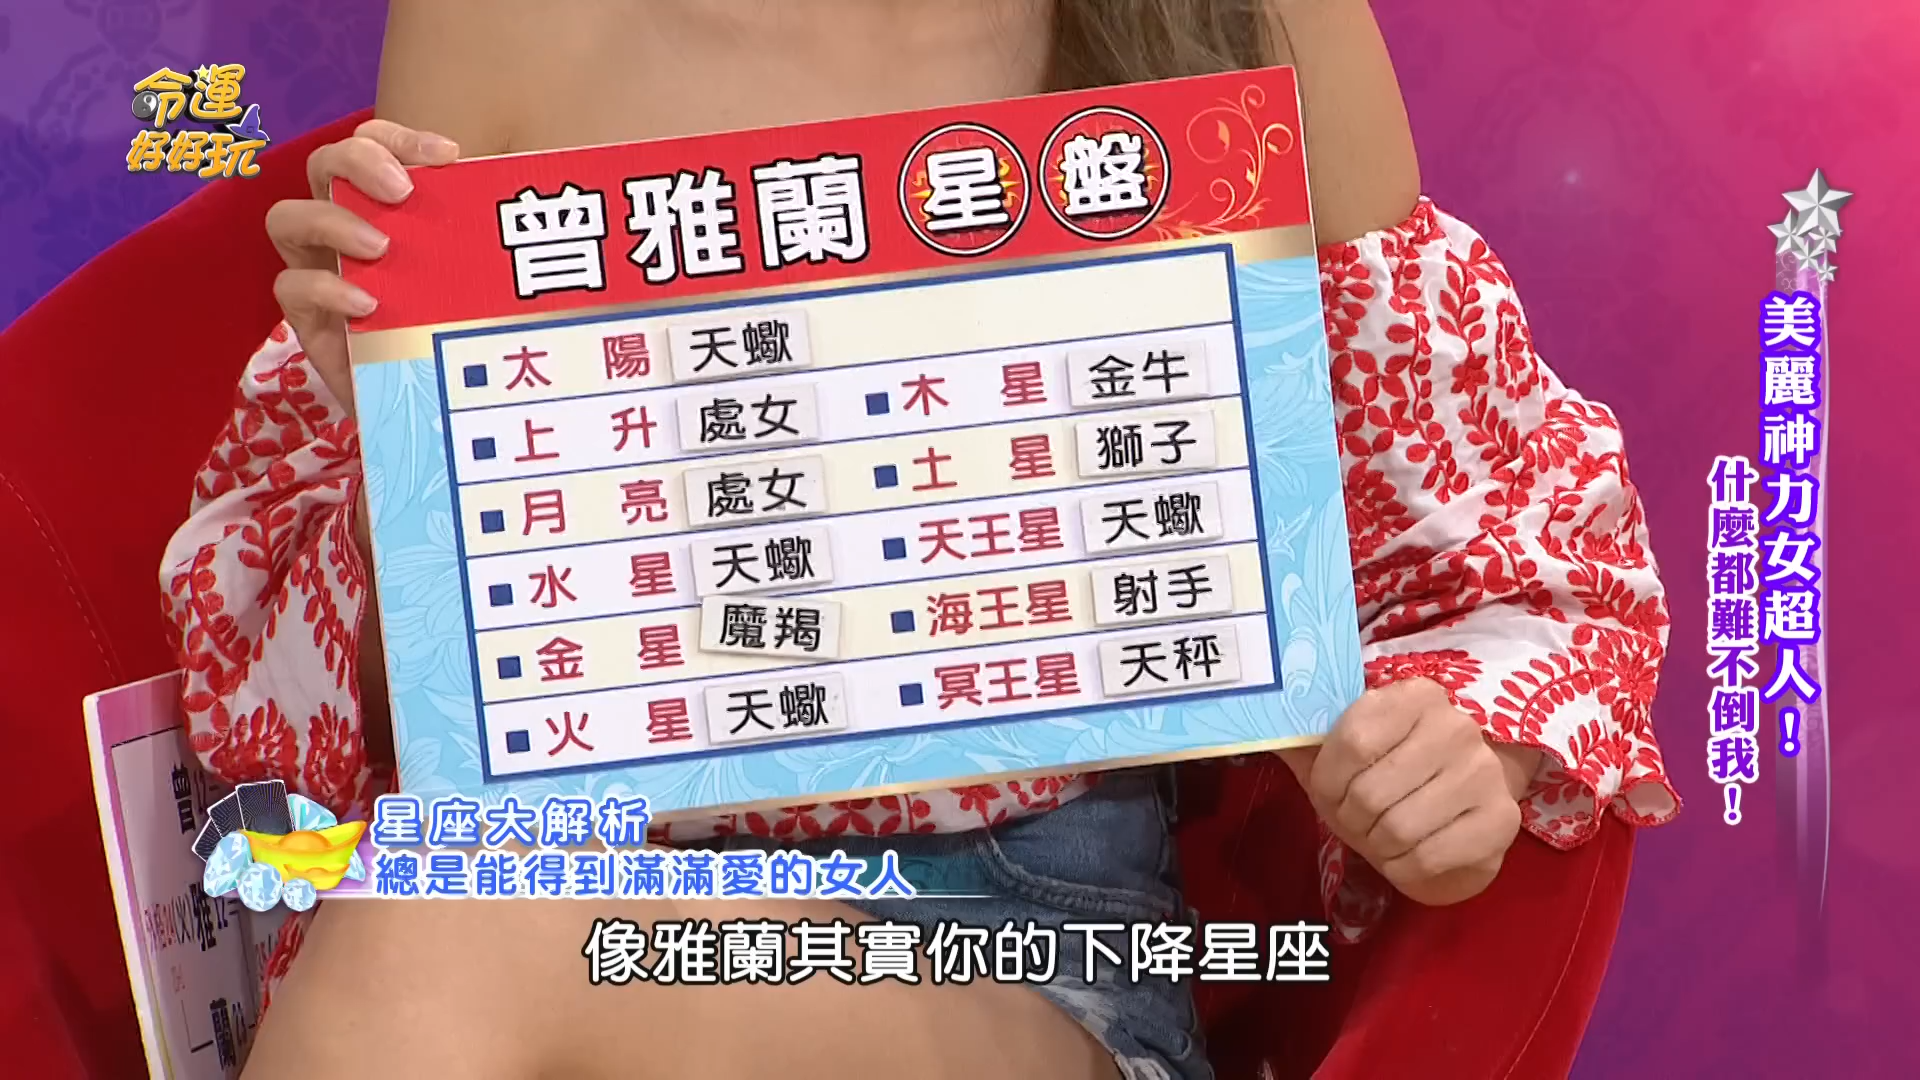 命運
好好玩
曾雅蘭星盤
太陽 天蠍
上升 處女
月亮 處女
水星 天蠍
金星 魔羯
火星 天蠍
木星 金牛
土星 獅子
天王星 天蠍
海王星 射手
冥王星 天秤
美麗神力女超人！
什麼都難不倒我！
曾
雅
蘭
星座大解析
總是能得到滿滿愛的女人
像雅蘭其實你的下降星座